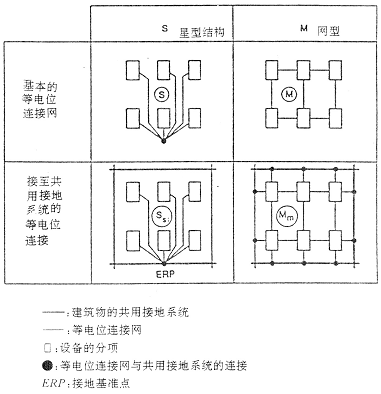 S 星型结构
M 网型
基本的
等电位
连接网
S
M
接至共
用接地
系统的
等电位
连接
Ss
Mm
ERP
——:建筑物的共用接地系统
——:等电位连接网
:设备的分项
:等电位连接网与共用接地系统的连接
ERP:接地基准点